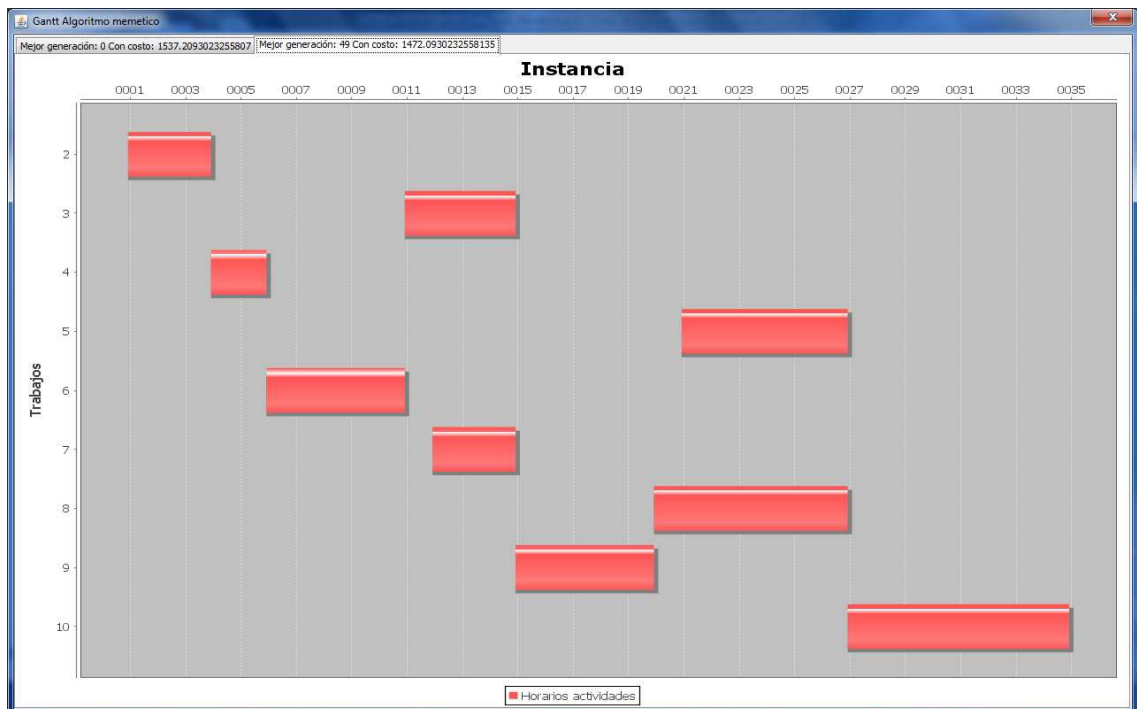 Gantt Algoritmo memetico
Mejor generación: 0 Con costo: 1537.2093023255807
Mejor generación: 49 Con costo: 1472.0930232558135
Instancia
0001 0003 0005 0007 0009 0011 0013 0015 0017 0019 0021 0023 0025 0027 0029 0031 0033 0035
Trabajos
2
3
4
5
6
7
8
9
10
Horarios actividades